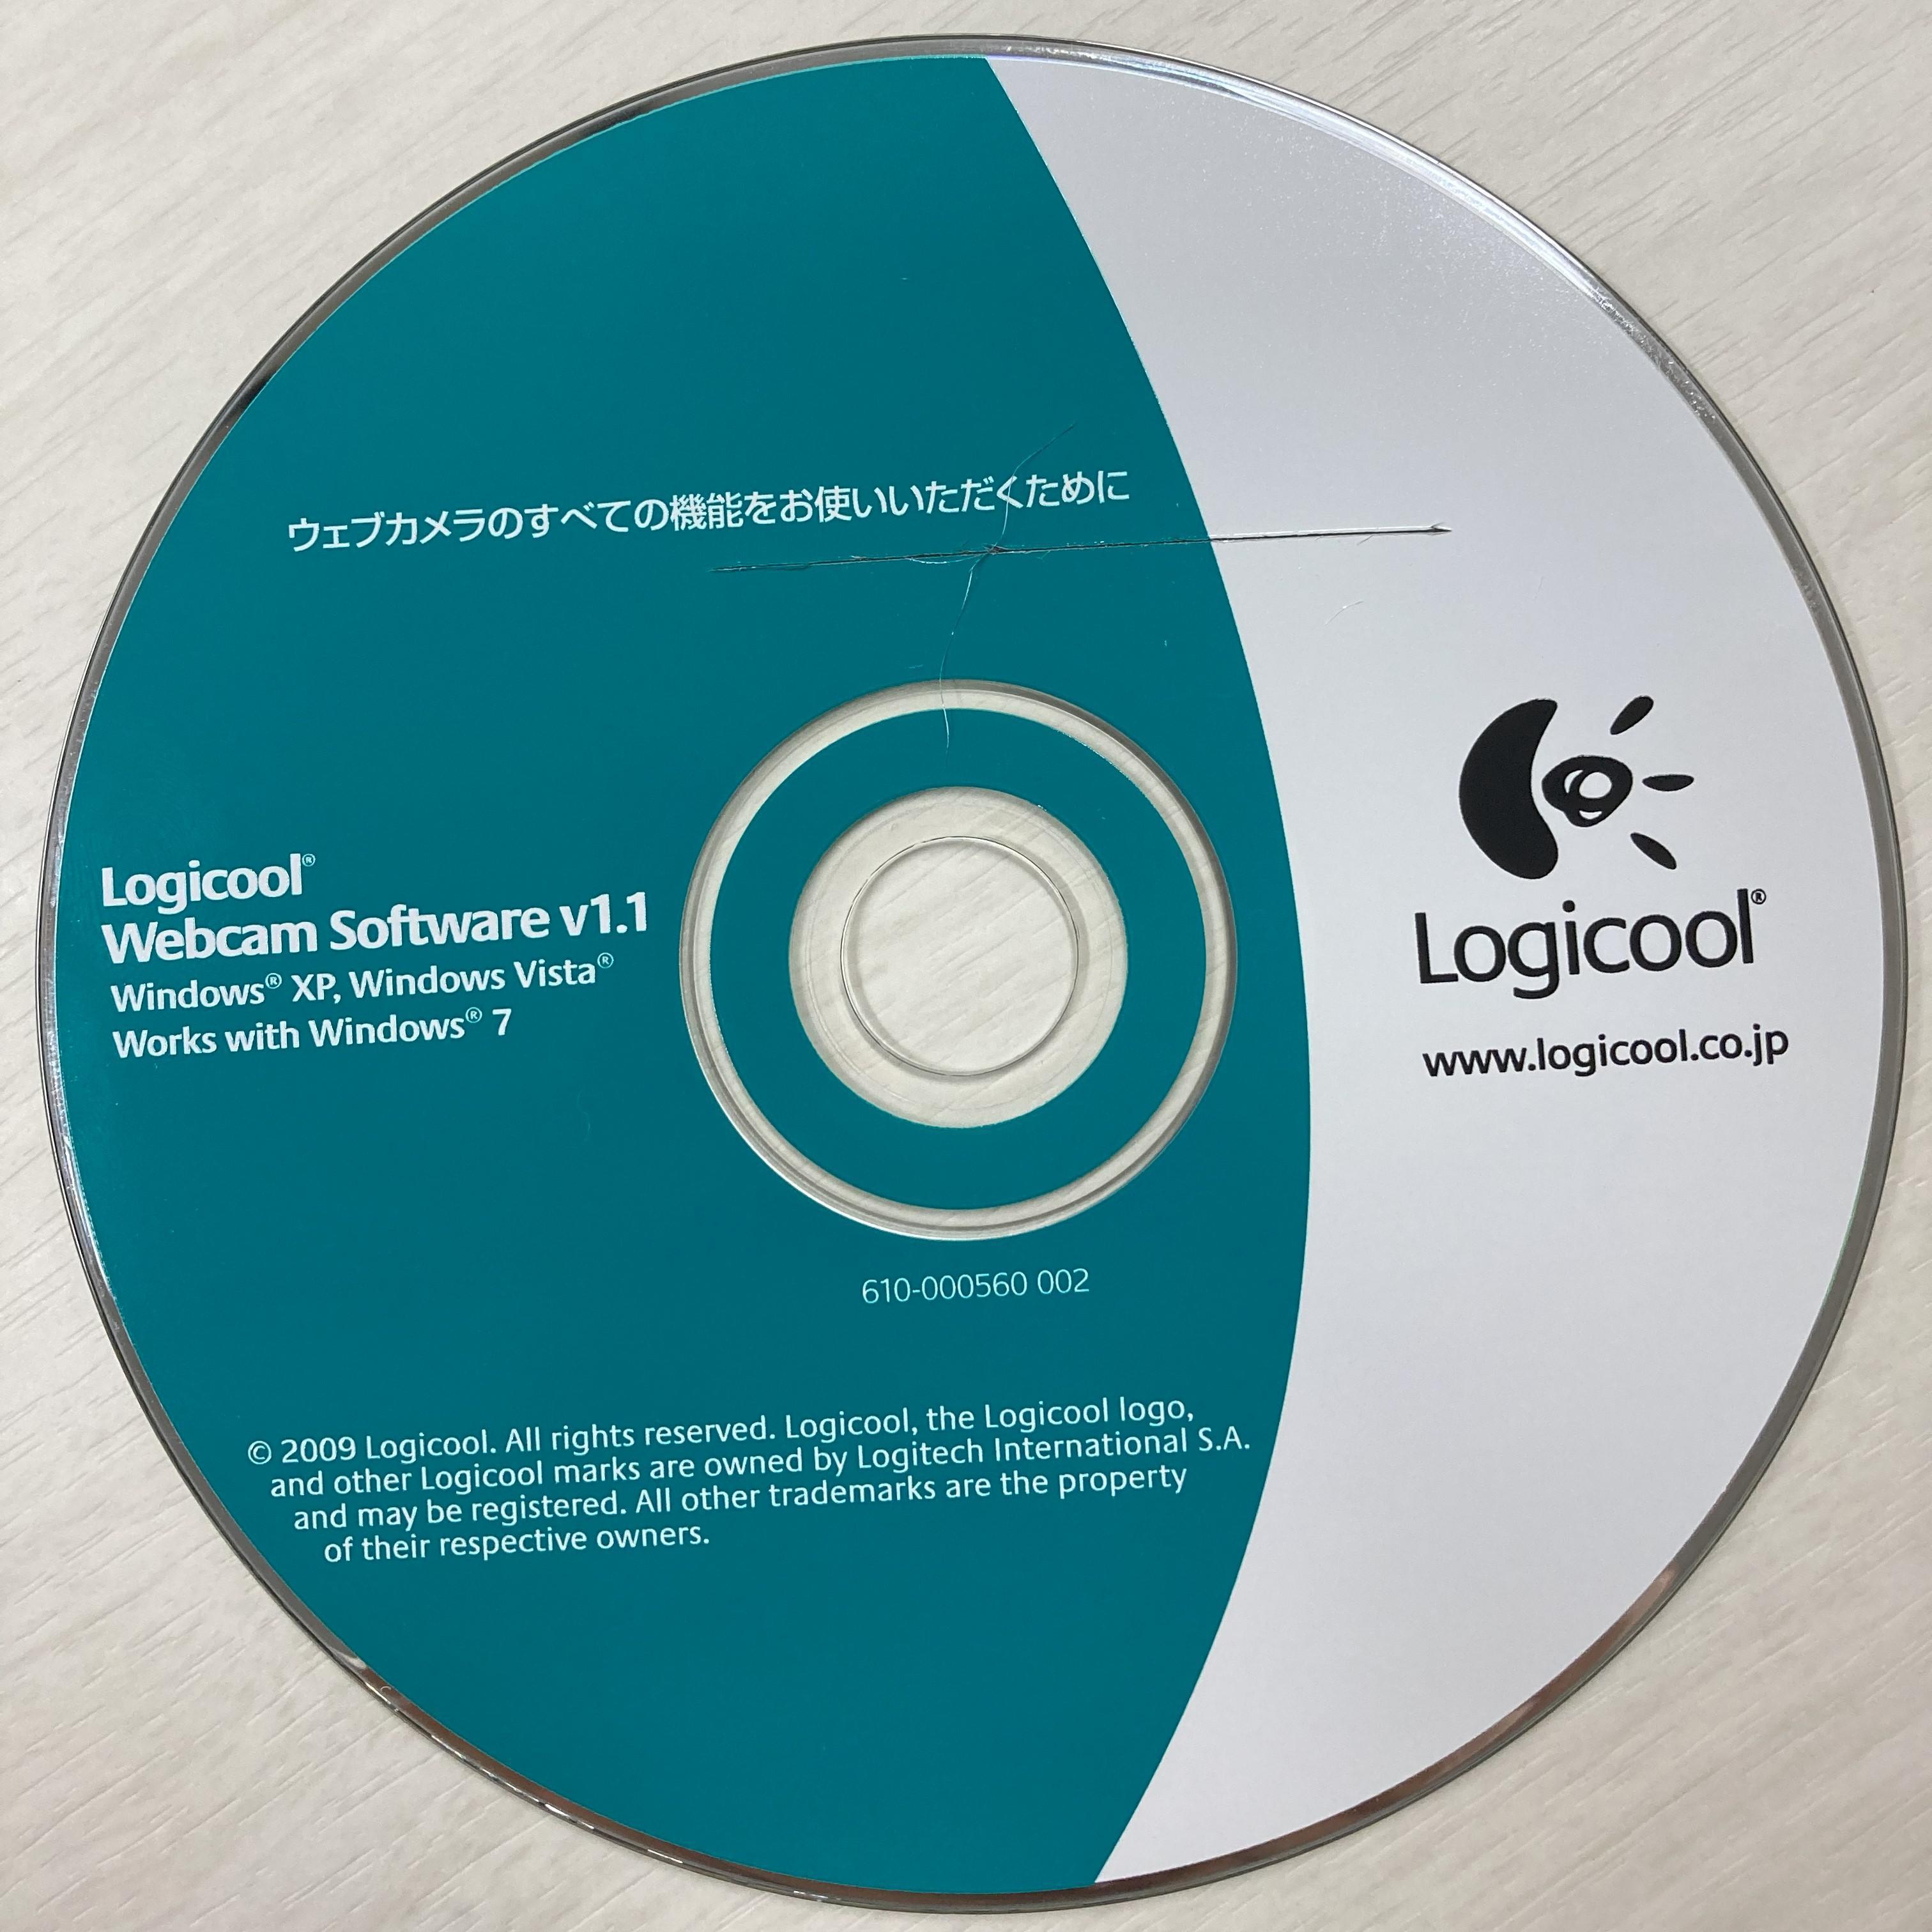 ウェブカメラのすべての機能をお使いいただくために
Logicool®
Webcam Software v1.1
Windows® XP, Windows Vista®
Works with Windows® 7
Logicool®
www.logicool.co.jp
610-000560 002
© 2009 Logicool. All rights reserved. Logicool, the Logicool logo,
and other Logicool marks are owned by Logitech International S.A.
and may be registered. All other trademarks are the property
of their respective owners.